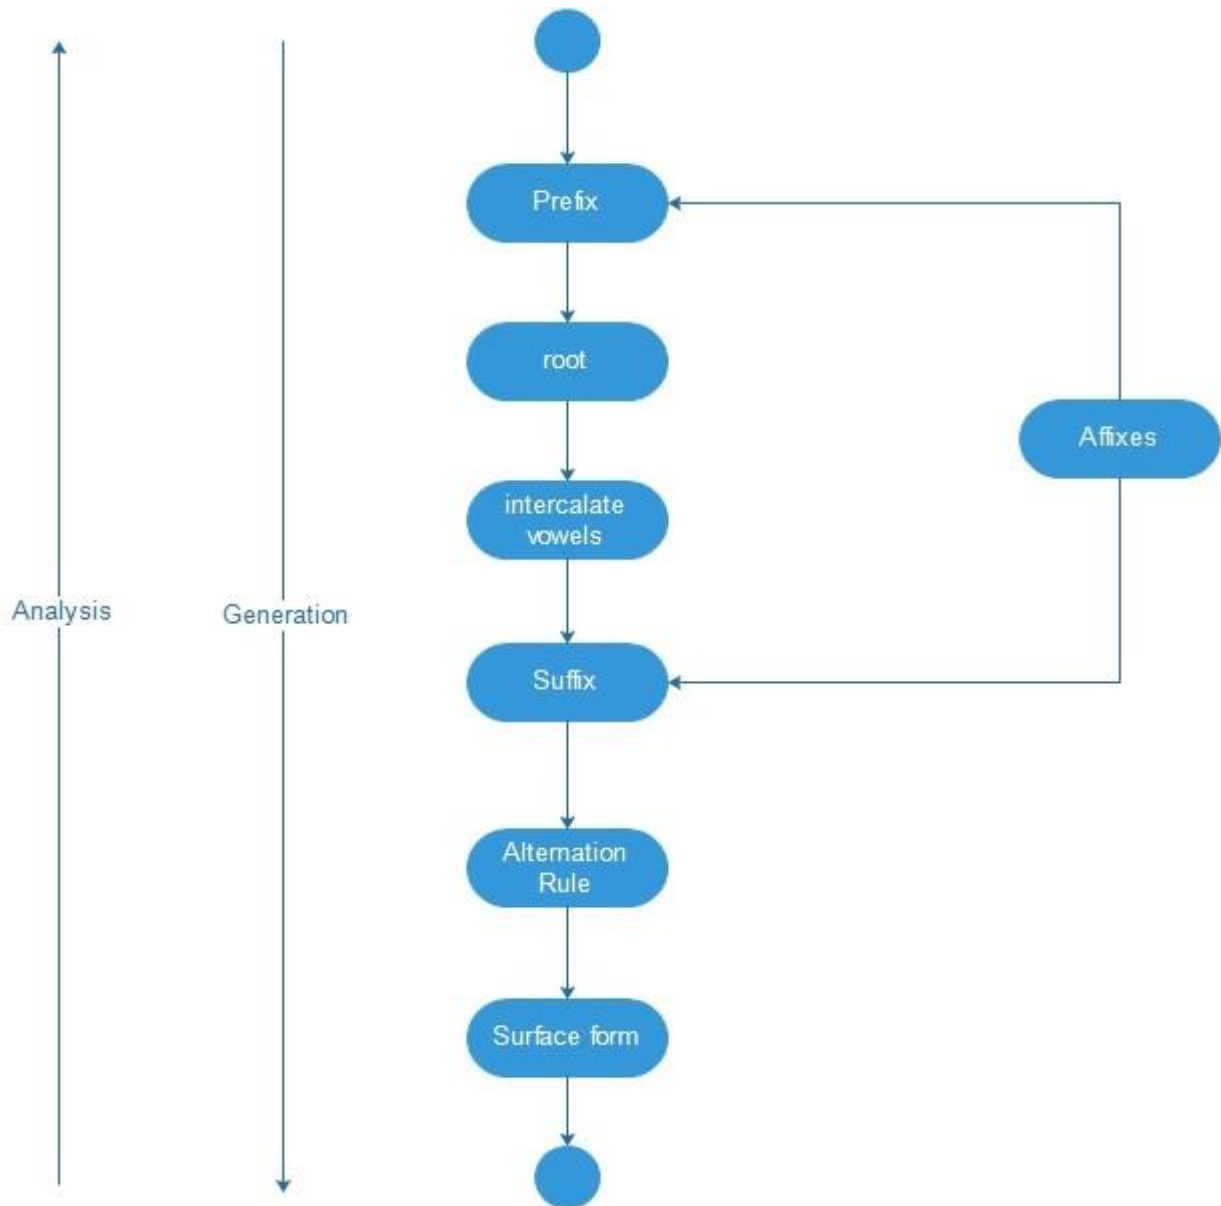 Prefix
root
Affixes
intercalate
vowels
Analysis
Generation
Suffix
Alternation
Rule
Surface form